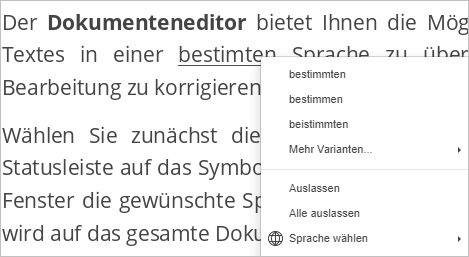 Der Dokumenteneditor bietet Ihnen die Mög
Textes in einer bestimten Sprache zu über
Bearbeitung zu korrigieren
Wählen Sie zunächst die
Statusleiste auf das Symbo
Fenster die gewünschte Sp
wird auf das gesamte Doku
bestimmten
bestimmen
beistimmten
Mehr Varianten...
Auslassen
Alle auslassen
Sprache wählen